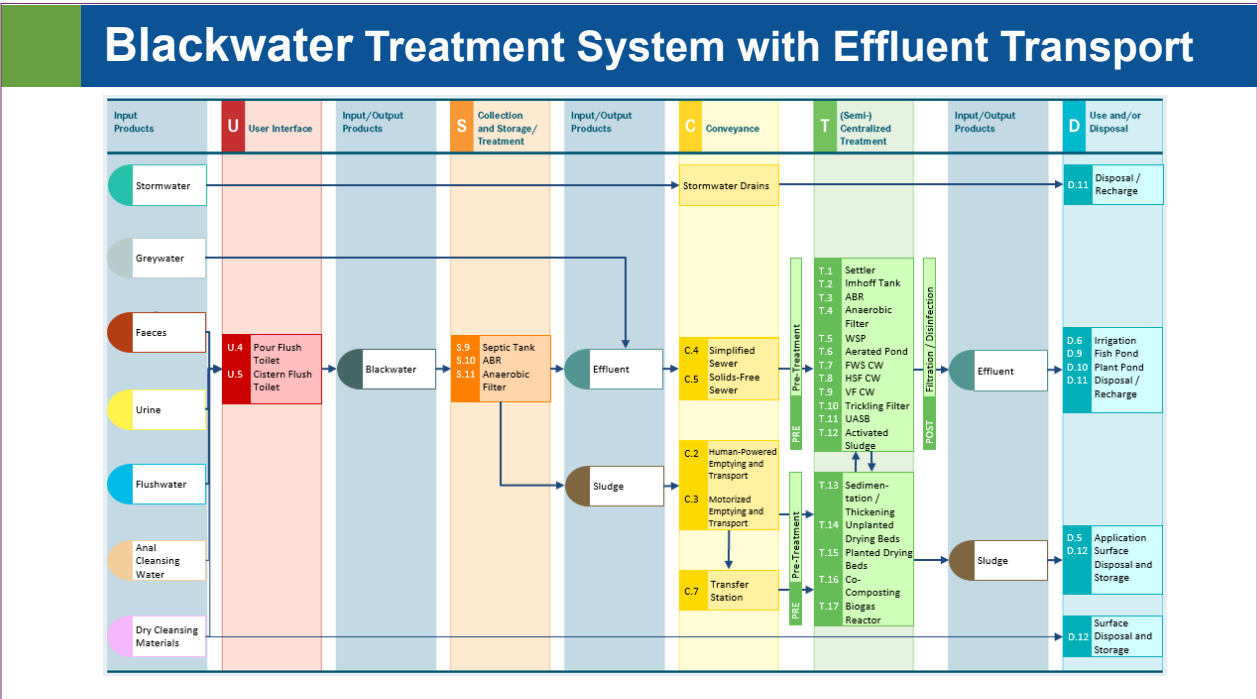 Blackwater Treatment System with Effluent Transport
Input
Products
U User Interface
Input/Output
Products
S Collection
and Storage/
Treatment
Input/Output
Products
C Conveyance
T (Semi-)
Centralized
Treatment
Input/Output
Products
D Use and/or
Disposal
Stormwater
Stormwater Drains
D.11 Disposal /
Recharge
Greywater
Faeces
Urine
Flushwater
Anal
Cleansing
Water
Dry Cleansing
Materials
U.4 Pour Flush
Toilet
U.5 Cistern Flush
Toilet
Blackwater
S.9 Septic Tank
S.10 ABR
S.11 Anaerobic
Filter
Effluent
Sludge
C.4 Simplified
Sewer
C.5 Solids-Free
Sewer
C.2 Human-Powered
Emptying and
Transport
C.3 Motorized
Emptying and
Transport
C.7 Transfer
Station
PRE Pre-Treatment
PRE Pre-Treatment
T.1 Settler
T.2 Imhoff Tank
T.3 ABR
T.4 Anaerobic
Filter
T.5 WSP
T.6 Aerated Pond
T.7 FWS CW
T.8 HSF CW
T.9 VF CW
T.10 Trickling Filter
T.11 UASB
T.12 Activated
Sludge
T.13 Sedimen-
tation /
Thickening
T.14 Unplanted
Drying Beds
T.15 Planted Drying
Beds
T.16 Co-
Composting
T.17 Biogas
Reactor
POST Filtration / Disinfection
Effluent
Sludge
D.6 Irrigation
D.9 Fish Pond
D.10 Plant Pond
D.11 Disposal /
Recharge
D.5 Application
D.12 Surface
Disposal and
Storage
D.12 Surface
Disposal and
Storage